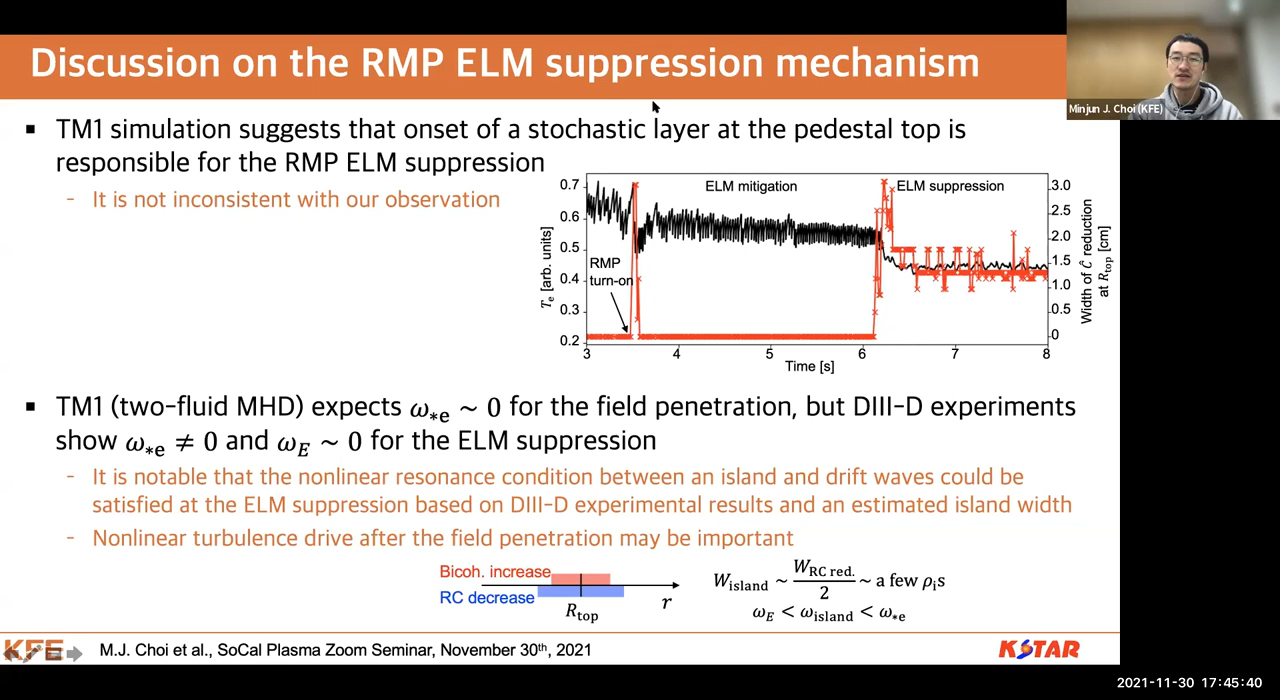 Discussion on the RMP ELM suppression mechanism
Minjun J. Choi (KFE)
▪ TM1 simulation suggests that onset of a stochastic layer at the pedestal top is
responsible for the RMP ELM suppression
- It is not inconsistent with our observation
ELM mitigation
ELM suppression
RMP
turn-on
Tₑ [arb. units]
0.7
0.6
0.5
0.4
0.3
0.2
3.0
2.5
2.0
1.5
1.0
0.5
0
Width of Ĉ reduction
at R_top [cm]
3 4 5 6 7 8
Time [s]
▪ TM1 (two-fluid MHD) expects ω_*e ~ 0 for the field penetration, but DIII-D experiments
show ω_*e ≠ 0 and ω_E ~ 0 for the ELM suppression
- It is notable that the nonlinear resonance condition between an island and drift waves could be
satisfied at the ELM suppression based on DIII-D experimental results and an estimated island width
- Nonlinear turbulence drive after the field penetration may be important
Bicoh. increase
RC decrease
R_top
r
W_island ~ W_RC red. / 2 ~ a few ρᵢs
ω_E < ω_island < ω_*e
KFE
M.J. Choi et al., SoCal Plasma Zoom Seminar, November 30th, 2021
KSTAR
2021-11-30 17:45:40